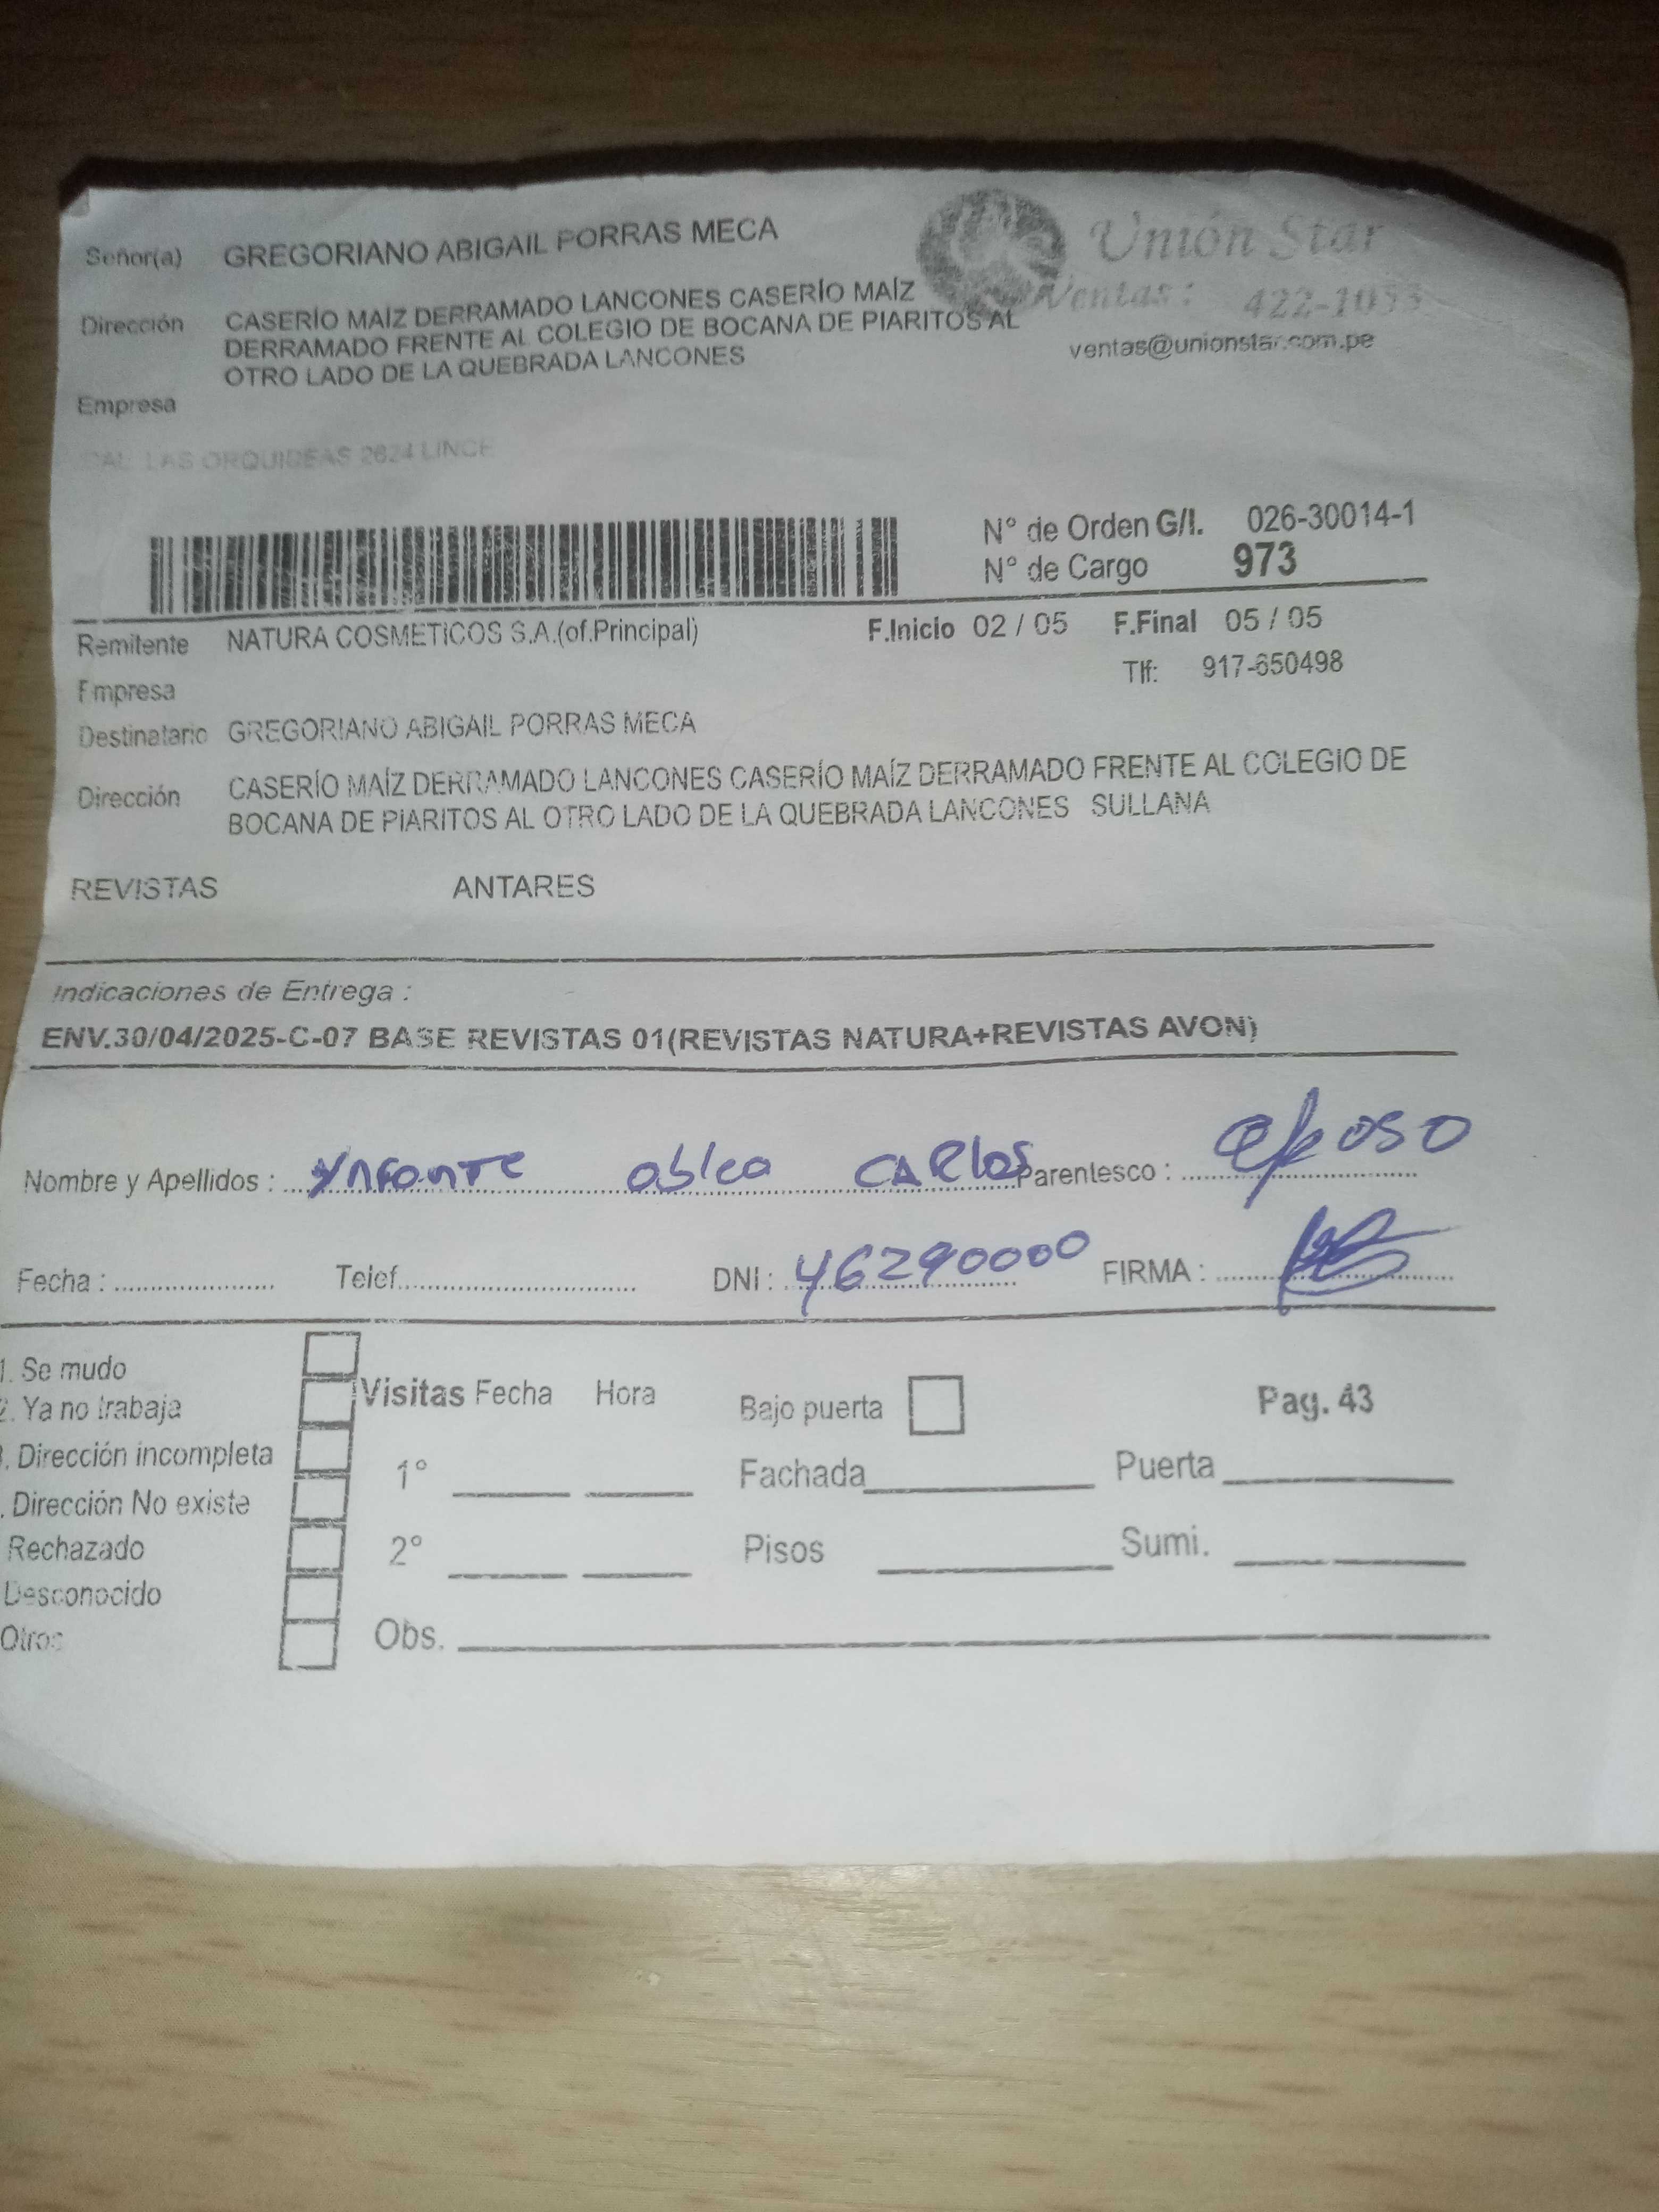 Señor(a) GREGORIANO ABIGAIL PORRAS MECA
Unión Star
Ventas : 422-1053
ventas@unionstar.com.pe
Dirección CASERÍO MAÍZ DERRAMADO LANCONES CASERÍO MAÍZ
DERRAMADO FRENTE AL COLEGIO DE BOCANA DE PIARITOS AL
OTRO LADO DE LA QUEBRADA LANCONES
Empresa
CAL. LAS ORQUIDEAS 2624 LINCE
N° de Orden G/I. 026-30014-1
N° de Cargo 973
Remitente NATURA COSMETICOS S.A.(of.Principal) F.Inicio 02 / 05 F.Final 05 / 05
Empresa Tlf: 917-650498
Destinatario GREGORIANO ABIGAIL PORRAS MECA
Dirección CASERÍO MAÍZ DERRAMADO LANCONES CASERÍO MAÍZ DERRAMADO FRENTE AL COLEGIO DE
BOCANA DE PIARITOS AL OTRO LADO DE LA QUEBRADA LANCONES SULLANA
REVISTAS ANTARES
Indicaciones de Entrega :
ENV.30/04/2025-C-07 BASE REVISTAS 01(REVISTAS NATURA+REVISTAS AVON)
Nombre y Apellidos : Ynfante CARlos Parentesco : esposo
Fecha : Telef. DNI : 46290000 FIRMA :
1. Se mudo
2. Ya no trabaja
. Dirección incompleta
. Dirección No existe
Rechazado
Desconocido
Otros
Visitas Fecha Hora Bajo puerta Pag. 43
1° Fachada Puerta
2° Pisos Sumi.
Obs.